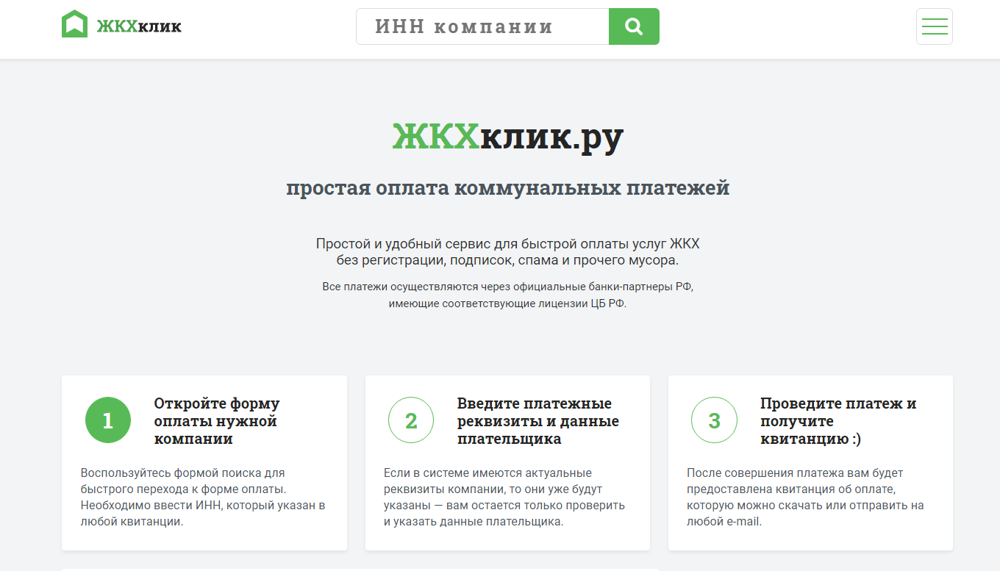 ЖКХклик
ИНН компании
ЖКХклик.ру
простая оплата коммунальных платежей
Простой и удобный сервис для быстрой оплаты услуг ЖКХ
без регистрации, подписок, спама и прочего мусора.
Все платежи осуществляются через официальные банки-партнеры РФ,
имеющие соответствующие лицензии ЦБ РФ.
1
Откройте форму
оплаты нужной
компании
Воспользуйтесь формой поиска для
быстрого перехода к форме оплаты.
Необходимо ввести ИНН, который указан в
любой квитанции.
2
Введите платежные
реквизиты и данные
плательщика
Если в системе имеются актуальные
реквизиты компании, то они уже будут
указаны — вам остается только проверить
и указать данные плательщика.
3
Проведите платеж и
получите
квитанцию :)
После совершения платежа вам будет
предоставлена квитанция об оплате,
которую можно скачать или отправить на
любой e-mail.